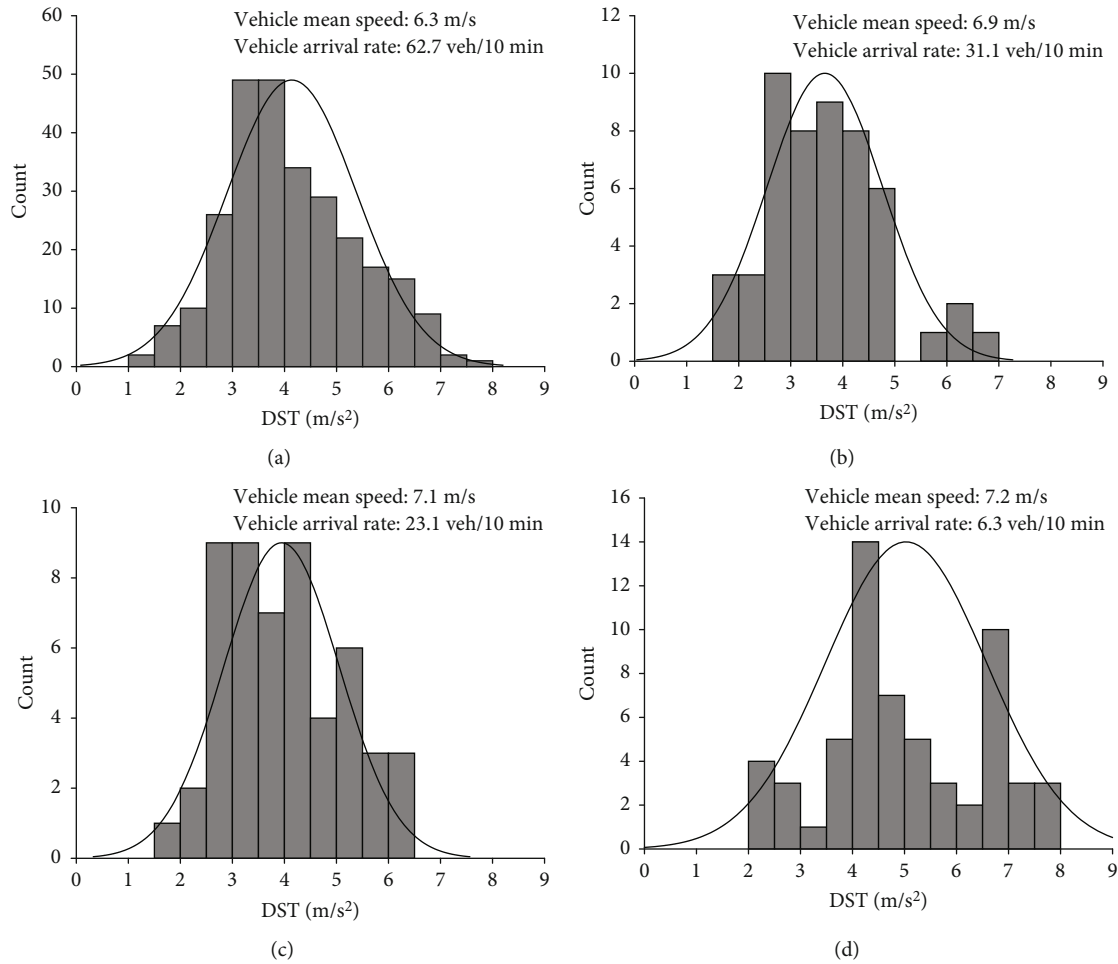 Vehicle mean speed: 6.3 m/s
Vehicle arrival rate: 62.7 veh/10 min
60
50
40
30
20
10
0
Count
0 1 2 3 4 5 6 7 8 9
DST (m/s²)
(a)
Vehicle mean speed: 6.9 m/s
Vehicle arrival rate: 31.1 veh/10 min
12
10
8
6
4
2
0
Count
0 1 2 3 4 5 6 7 8 9
DST (m/s²)
(b)
Vehicle mean speed: 7.1 m/s
Vehicle arrival rate: 23.1 veh/10 min
10
8
6
4
2
0
Count
0 1 2 3 4 5 6 7 8 9
DST (m/s²)
(c)
Vehicle mean speed: 7.2 m/s
Vehicle arrival rate: 6.3 veh/10 min
16
14
12
10
8
6
4
2
0
Count
0 1 2 3 4 5 6 7 8 9
DST (m/s²)
(d)